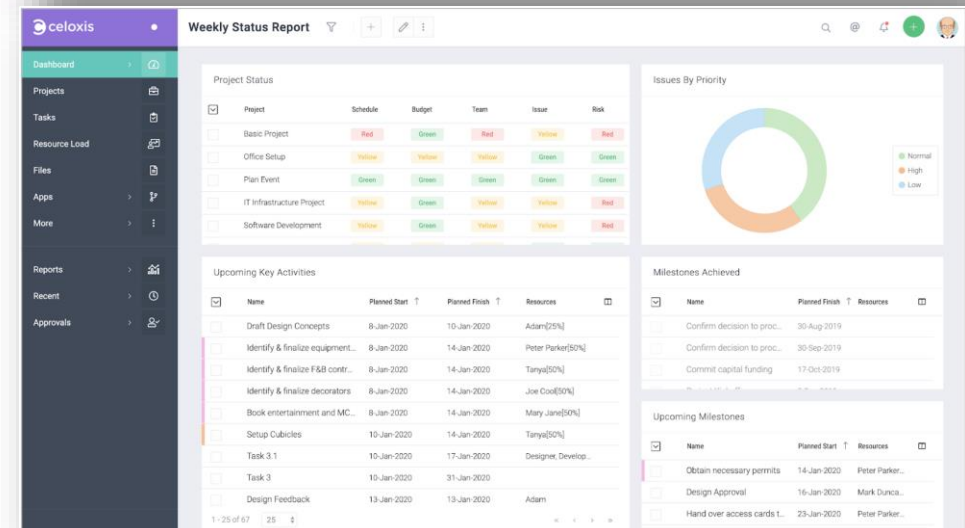 celoxis
Weekly Status Report
Dashboard
Projects
Tasks
Resource Load
Files
Apps
More
Reports
Recent
Approvals
Project Status
Project Schedule Budget Team Issue Risk
Basic Project Red Green Red Yellow Red
Office Setup Yellow Yellow Yellow Green Green
Plan Event Green Green Green Green Green
IT Infrastructure Project Yellow Green Yellow Yellow Red
Software Development Yellow Green Yellow Yellow Red
Issues By Priority
Normal
High
Low
Upcoming Key Activities
Name Planned Start ↑ Planned Finish ↑ Resources
Draft Design Concepts 8-Jan-2020 10-Jan-2020 Adam[25%]
Identify & finalize equipment... 8-Jan-2020 14-Jan-2020 Peter Parker[50%]
Identify & finalize F&B contr... 8-Jan-2020 14-Jan-2020 Tanya[50%]
Identify & finalize decorators 8-Jan-2020 14-Jan-2020 Joe Cool[50%]
Book entertainment and MC... 8-Jan-2020 14-Jan-2020 Mary Jane[50%]
Setup Cubicles 10-Jan-2020 14-Jan-2020 Tanya[50%]
Task 3.1 10-Jan-2020 17-Jan-2020 Designer, Develop...
Task 3 10-Jan-2020 31-Jan-2020
Design Feedback 13-Jan-2020 13-Jan-2020 Adam
1 - 25 of 67 25
Milestones Achieved
Name Planned Finish ↑ Resources
Confirm decision to proc... 30-Aug-2019
Confirm decision to proc... 30-Sep-2019
Commit capital funding 17-Oct-2019
Upcoming Milestones
Name Planned Start ↑ Resources
Obtain necessary permits 14-Jan-2020 Peter Parker...
Design Approval 16-Jan-2020 Mark Dunca...
Hand over access cards t... 23-Jan-2020 Peter Parker...